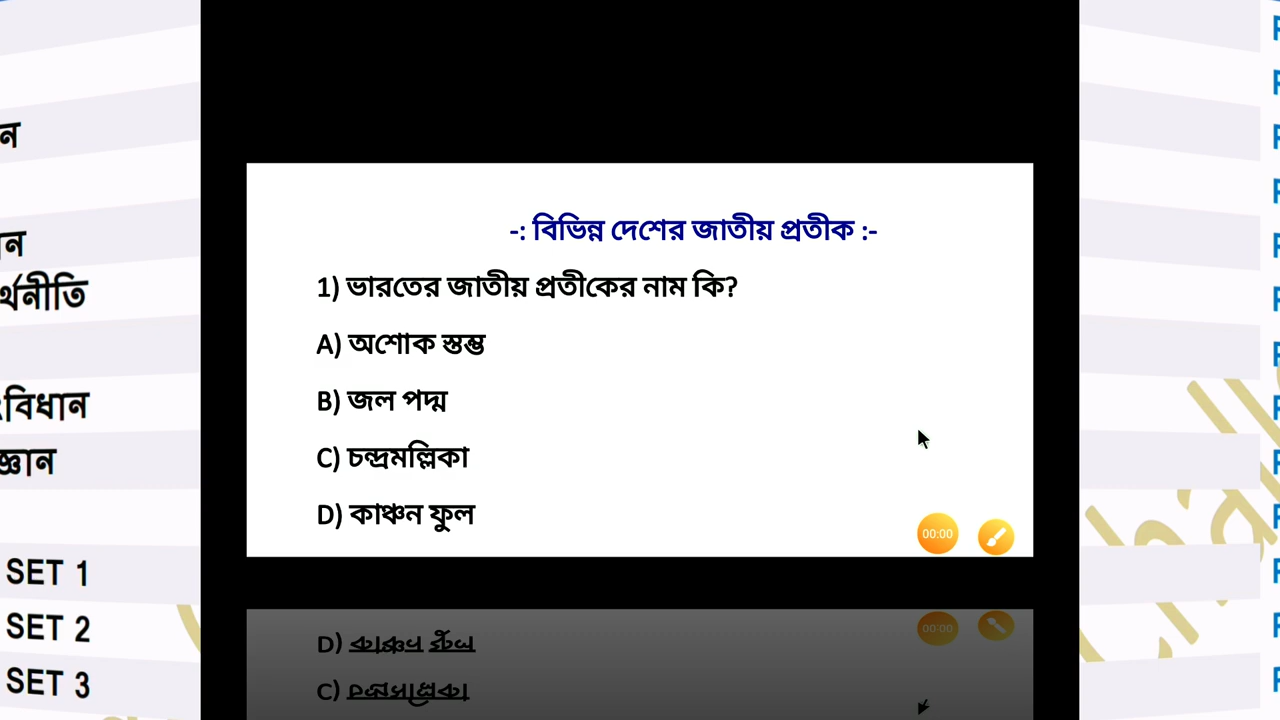 -: বিভিন্ন দেশের জাতীয় প্রতীক :-
1) ভারতের জাতীয় প্রতীকের নাম কি?
A) অশোক স্তম্ভ
B) জল পদ্ম
C) চন্দ্রমল্লিকা
D) কাঞ্চন ফুল
00:00
র্থনীতি
বিধান
SET 1
SET 2
SET 3